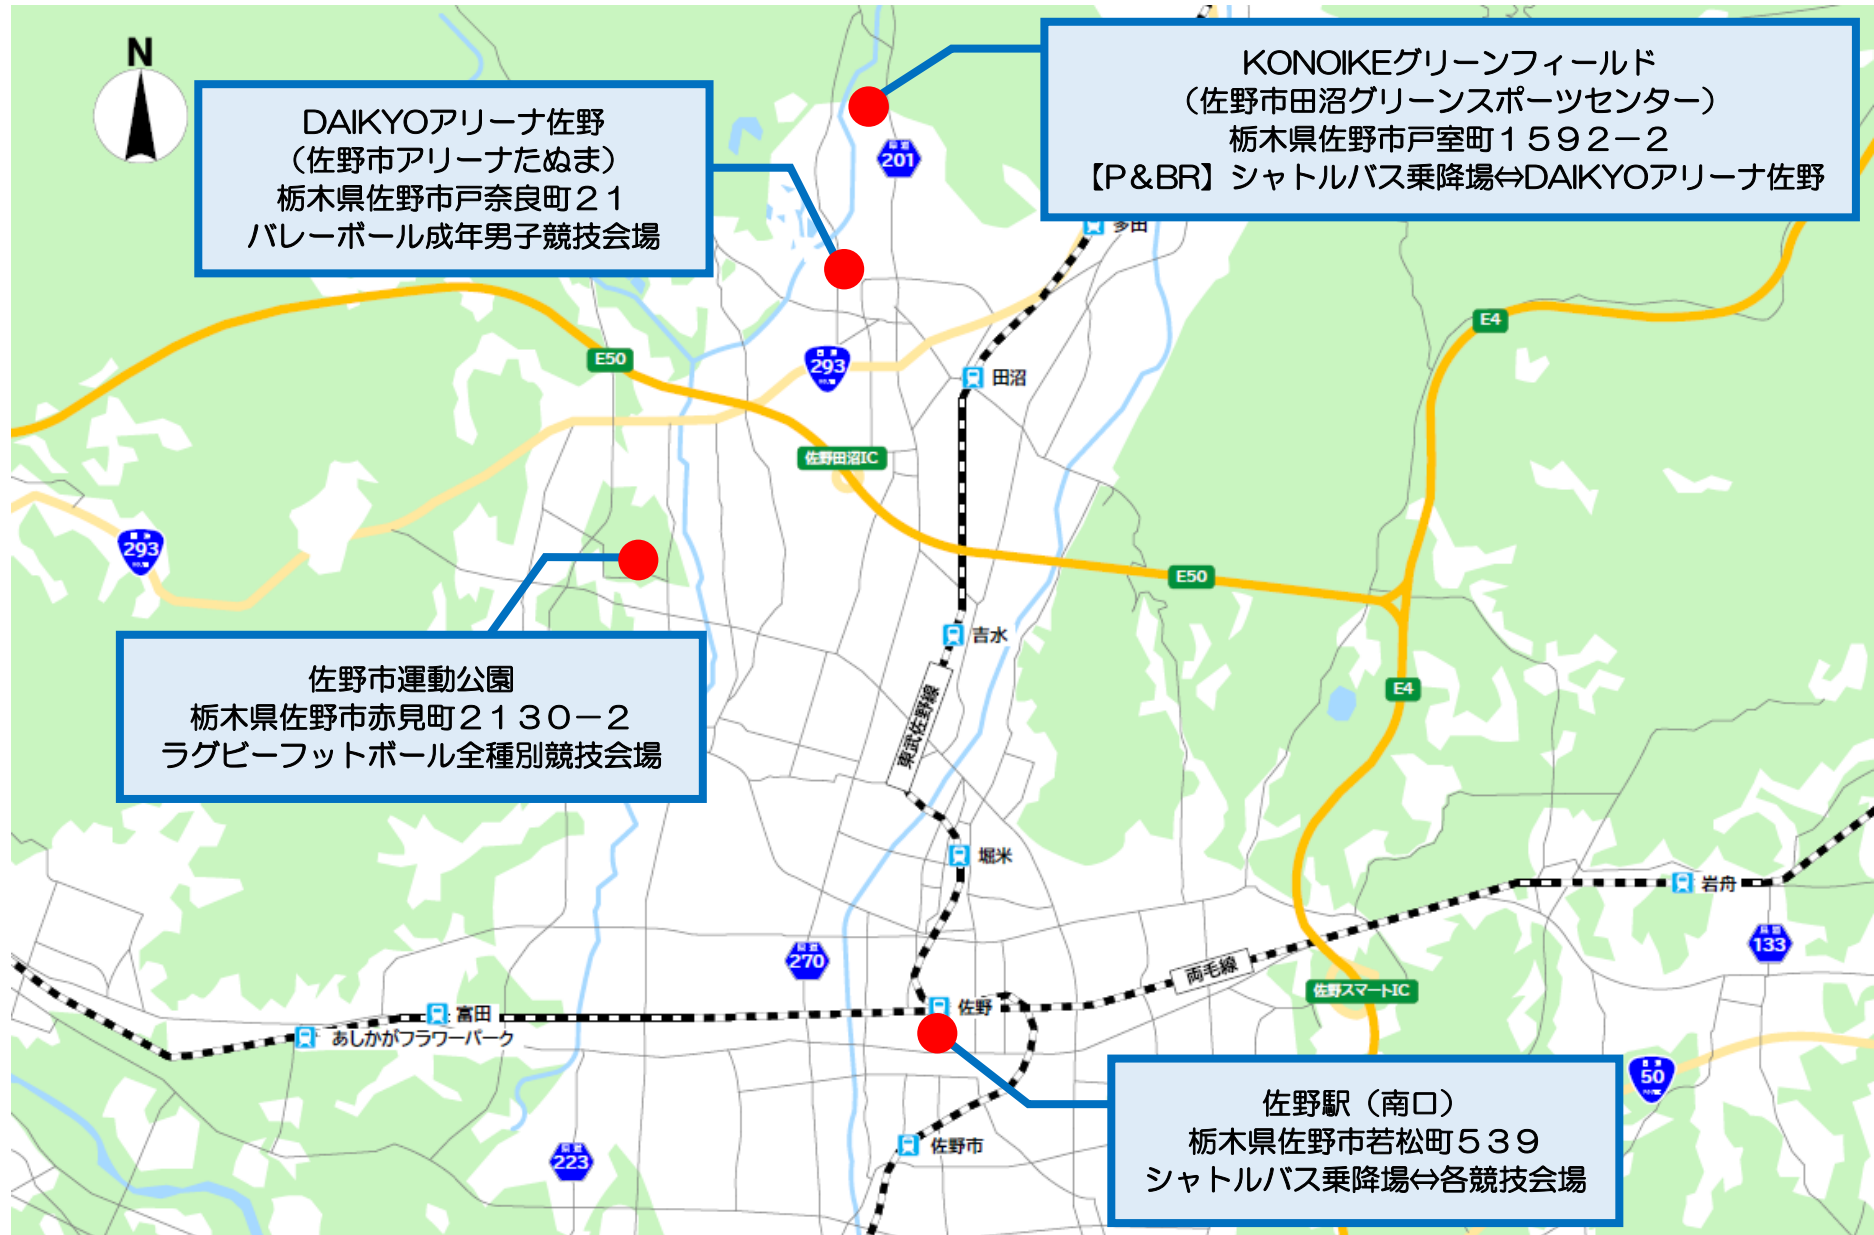 N
KONOIKEグリーンフィールド
（佐野市田沼グリーンスポーツセンター）
栃木県佐野市戸室町１５９２－２
【Ｐ＆BR】シャトルバス乗降場⇔DAIKYOアリーナ佐野
DAIKYOアリーナ佐野
（佐野市アリーナたぬま）
栃木県佐野市戸奈良町２１
バレーボール成年男子競技会場
201
多田
E4
E50
293
田沼
佐野田沼IC
293
E50
吉水
佐野市運動公園
栃木県佐野市赤見町２１３０－２
ラグビーフットボール全種別競技会場
E4
東武佐野線
堀米
岩舟
133
270
両毛線
佐野スマートIC
佐野
富田
あしかがフラワーパーク
50
佐野駅（南口）
栃木県佐野市若松町５３９
シャトルバス乗降場⇔各競技会場
佐野市
223